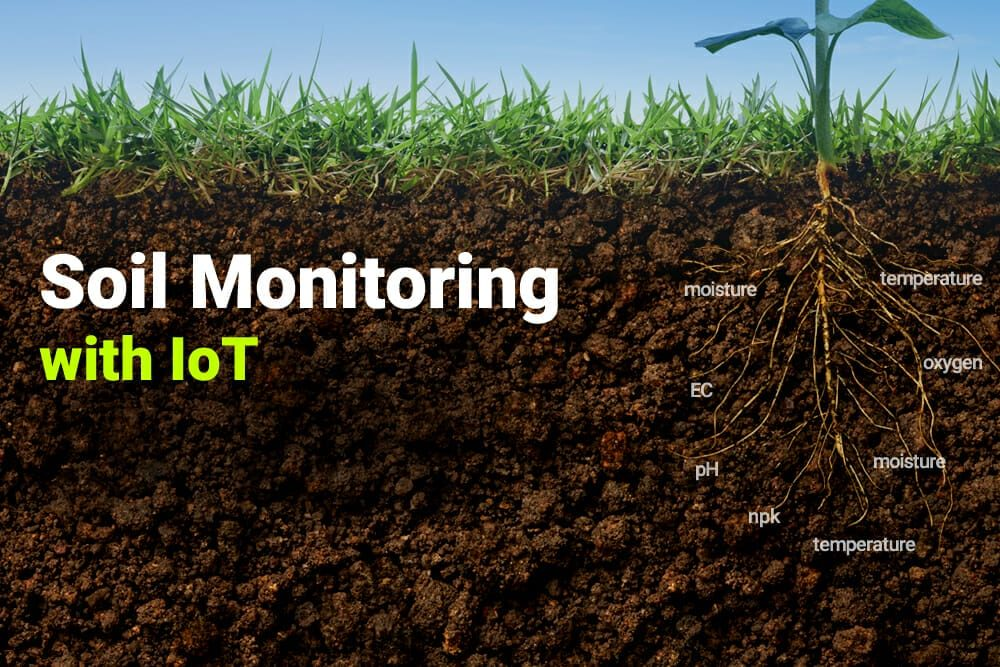 Soil Monitoring
with IoT
moisture
temperature
oxygen
EC
moisture
pH
npk
temperature